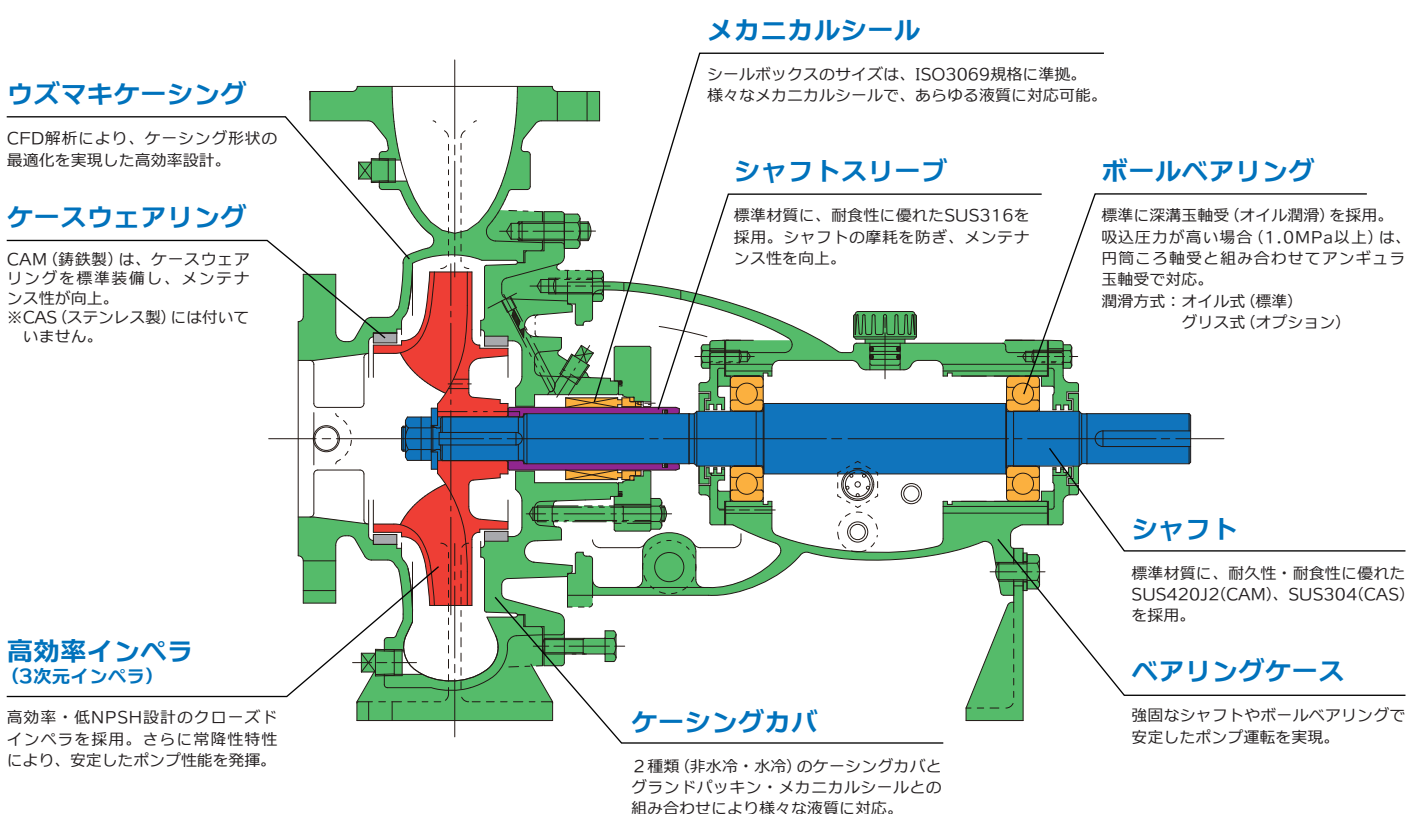 メカニカルシール
シールボックスのサイズは、ISO3069規格に準拠。
様々なメカニカルシールで、あらゆる液質に対応可能。
ウズマキケーシング
CFD解析により、ケーシング形状の
最適化を実現した高効率設計。
シャフトスリーブ
標準材質に、耐食性に優れたSUS316を
採用。シャフトの摩耗を防ぎ、メンテナ
ンス性を向上。
ボールベアリング
標準に深溝玉軸受(オイル潤滑)を採用。
吸込圧力が高い場合(1.0MPa以上)は、
円筒ころ軸受と組み合わせてアンギュラ
玉軸受で対応。
潤滑方式:オイル式(標準)
グリス式(オプション)
ケースウェアリング
CAM(鋳鉄製)は、ケースウェア
リングを標準装備し、メンテナ
ンス性が向上。
※CAS(ステンレス製)には付いて
いません。
シャフト
標準材質に、耐久性・耐食性に優れた
SUS420J2(CAM)、SUS304(CAS)
を採用。
高効率インペラ
(3次元インペラ)
高効率・低NPSH設計のクローズド
インペラを採用。さらに常降性特性
により、安定したポンプ性能を発揮。
ケーシングカバ
2種類(非水冷・水冷)のケーシングカバと
グランドパッキン・メカニカルシールとの
組み合わせにより様々な液質に対応。
ベアリングケース
強固なシャフトやボールベアリングで
安定したポンプ運転を実現。